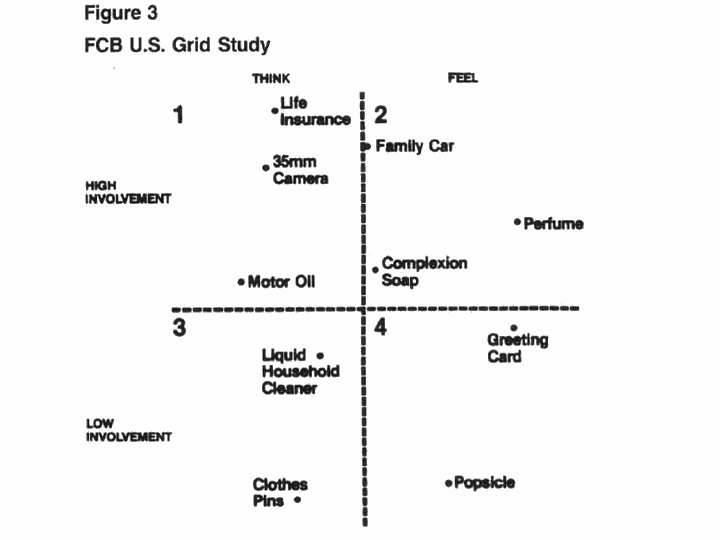 Figure 3
FCB U.S. Grid Study
THINK
FEEL
1
Life
Insurance
2
Family Car
35mm
Camera
HIGH
INVOLVEMENT
Perfume
Complexion
Soap
Motor Oil
3
4
Greeting
Card
Liquid
Household
Cleaner
LOW
INVOLVEMENT
Clothes
Pins
Popsicle